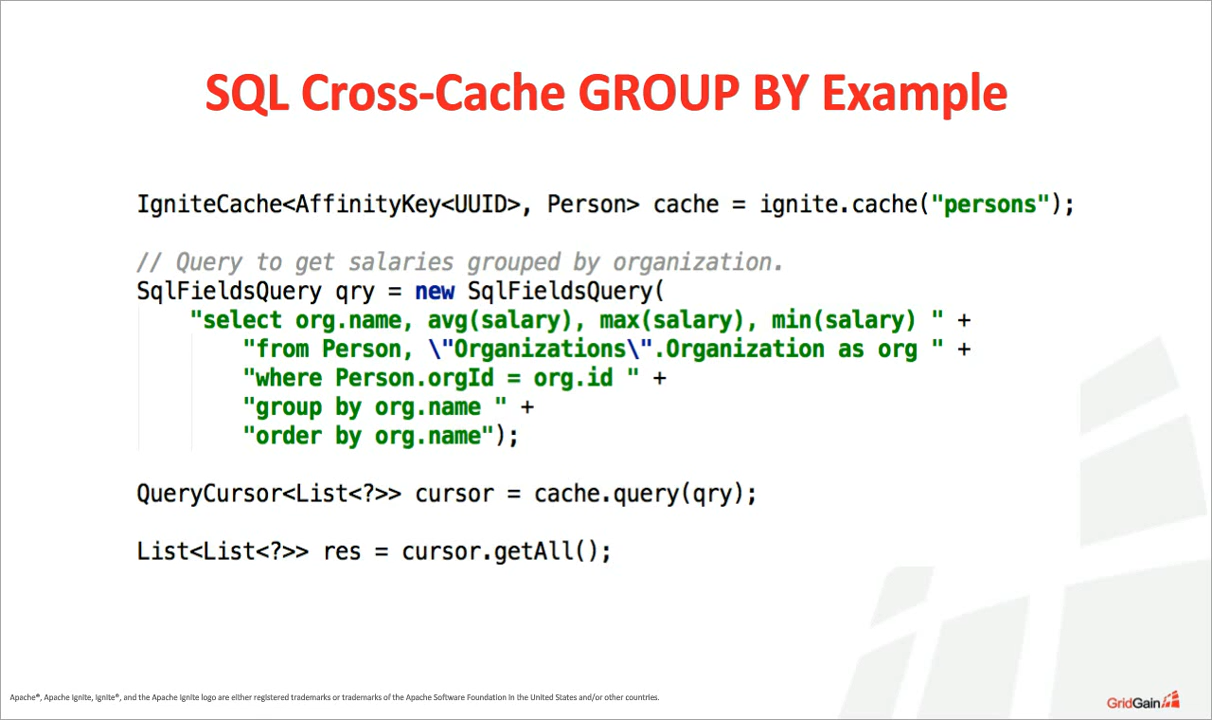 SQL Cross-Cache GROUP BY Example
IgniteCache<AffinityKey<UUID>, Person> cache = ignite.cache("persons");
// Query to get salaries grouped by organization.
SqlFieldsQuery qry = new SqlFieldsQuery(
"select org.name, avg(salary), max(salary), min(salary) " +
"from Person, \"Organizations\".Organization as org " +
"where Person.orgId = org.id " +
"group by org.name " +
"order by org.name");
QueryCursor<List<?>> cursor = cache.query(qry);
List<List<?>> res = cursor.getAll();
Apache®, Apache Ignite, Ignite®, and the Apache Ignite logo are either registered trademarks or trademarks of the Apache Software Foundation in the United States and/or other countries.
GridGain